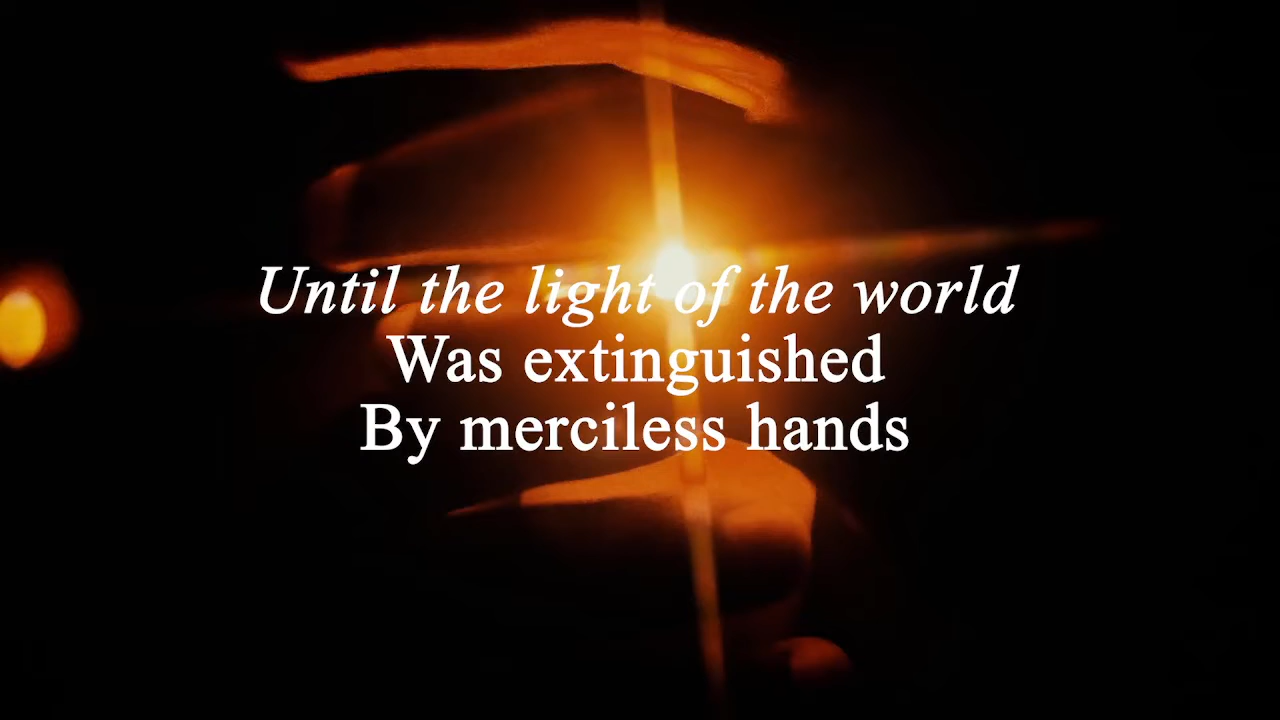 Until the light of the world
Was extinguished
By merciless hands